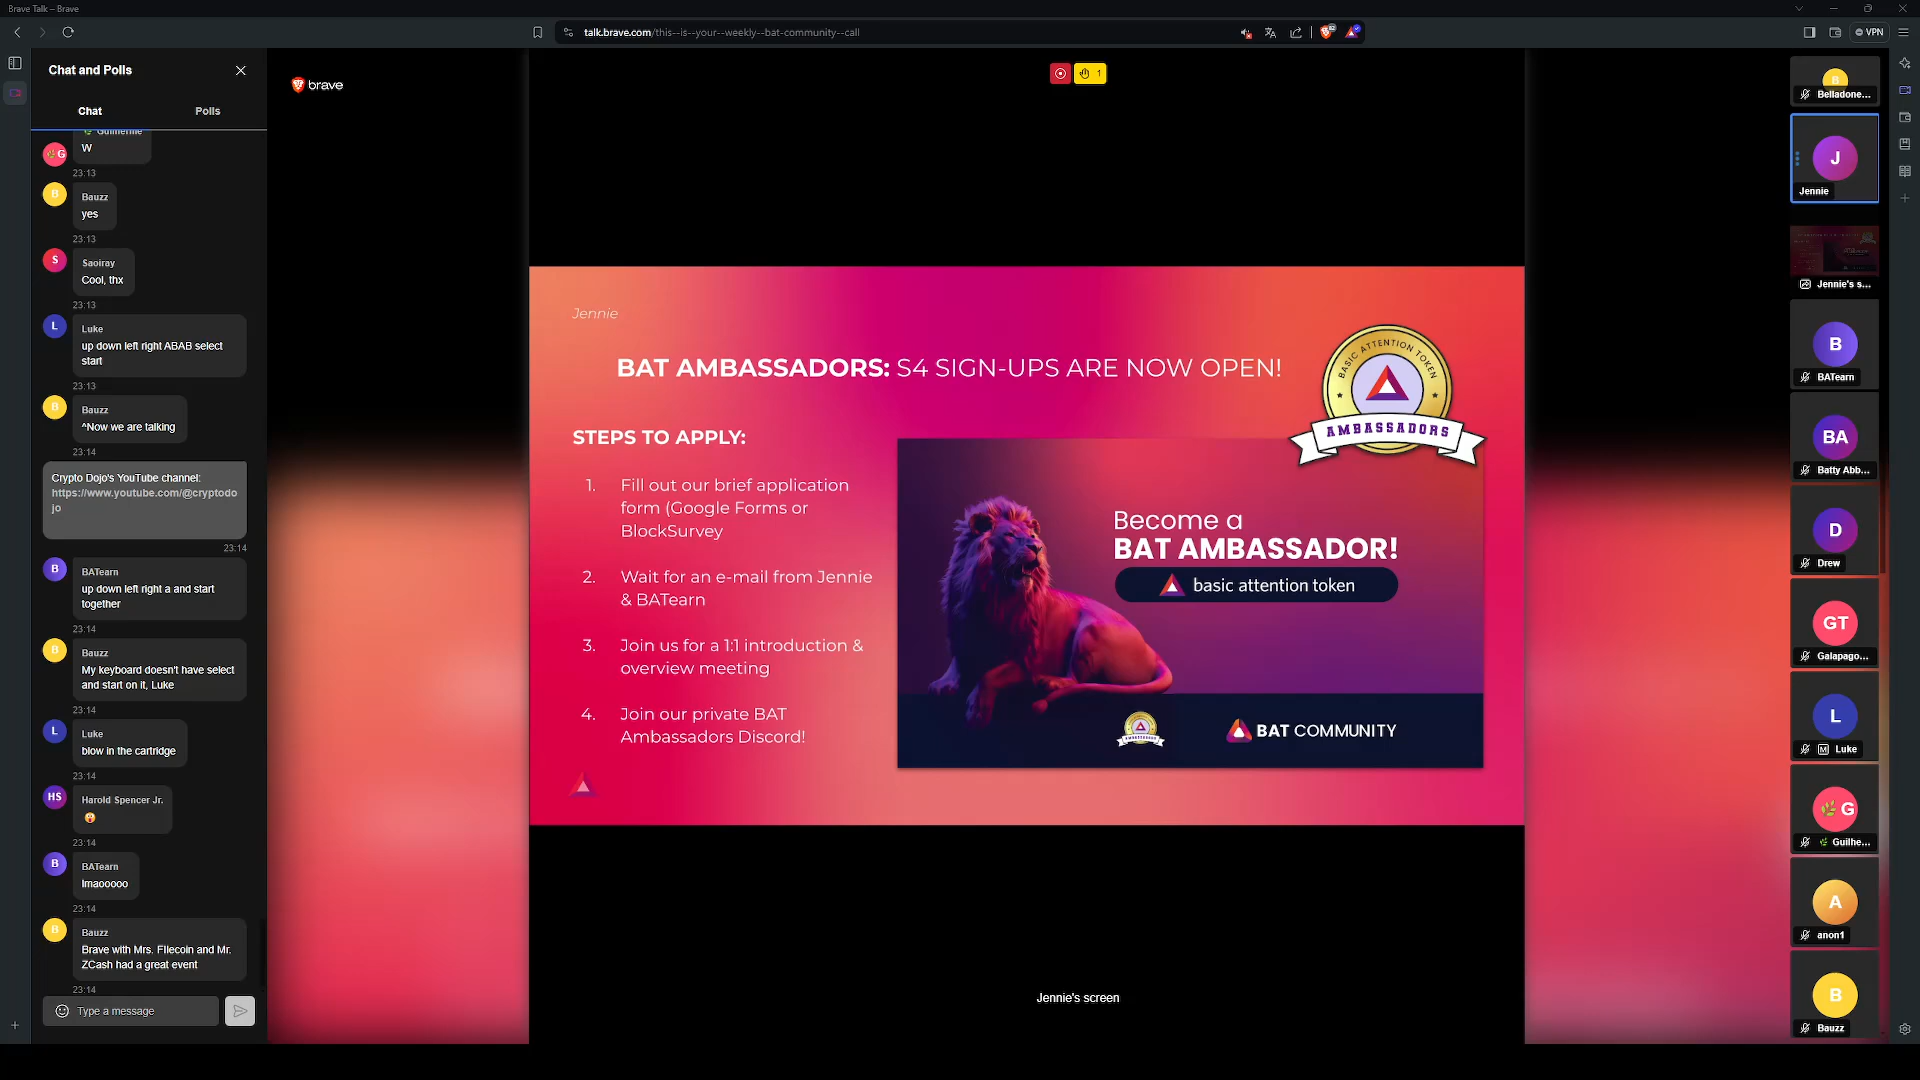 Brave Talk – Brave
talk.brave.com/this--is--your--weekly--bat-community--call
VPN
Chat and Polls
Chat
Polls
Guilherme
W
G
23:13
B
Bauzz
yes
23:13
S
Saoiray
Cool, thx
23:13
L
Luke
up down left right ABAB select
start
23:13
B
Bauzz
^Now we are talking
23:14
Crypto Dojo's YouTube channel:
https://www.youtube.com/@cryptodo
jo
23:14
B
BATearn
up down left right a and start
together
23:14
B
Bauzz
My keyboard doesn't have select
and start on it, Luke
23:14
L
Luke
blow in the cartridge
23:14
HS
Harold Spencer Jr.
23:14
B
BATearn
lmaooooo
23:14
B
Bauzz
Brave with Mrs. FIlecoin and Mr.
ZCash had a great event
23:14
Type a message
brave
1
Jennie
BAT AMBASSADORS: S4 SIGN-UPS ARE NOW OPEN!
BASIC ATTENTION TOKEN
AMBASSADORS
STEPS TO APPLY:
1. Fill out our brief application
form (Google Forms or
BlockSurvey
2. Wait for an e-mail from Jennie
& BATearn
3. Join us for a 1:1 introduction &
overview meeting
4. Join our private BAT
Ambassadors Discord!
Become a
BAT AMBASSADOR!
basic attention token
BAT COMMUNITY
Jennie's screen
B
Belladone...
J
Jennie
Jennie's s...
B
BATearn
BA
Batty Abb...
D
Drew
GT
Galapago...
L
M Luke
G
Guilhe...
A
anon1
B
Bauzz